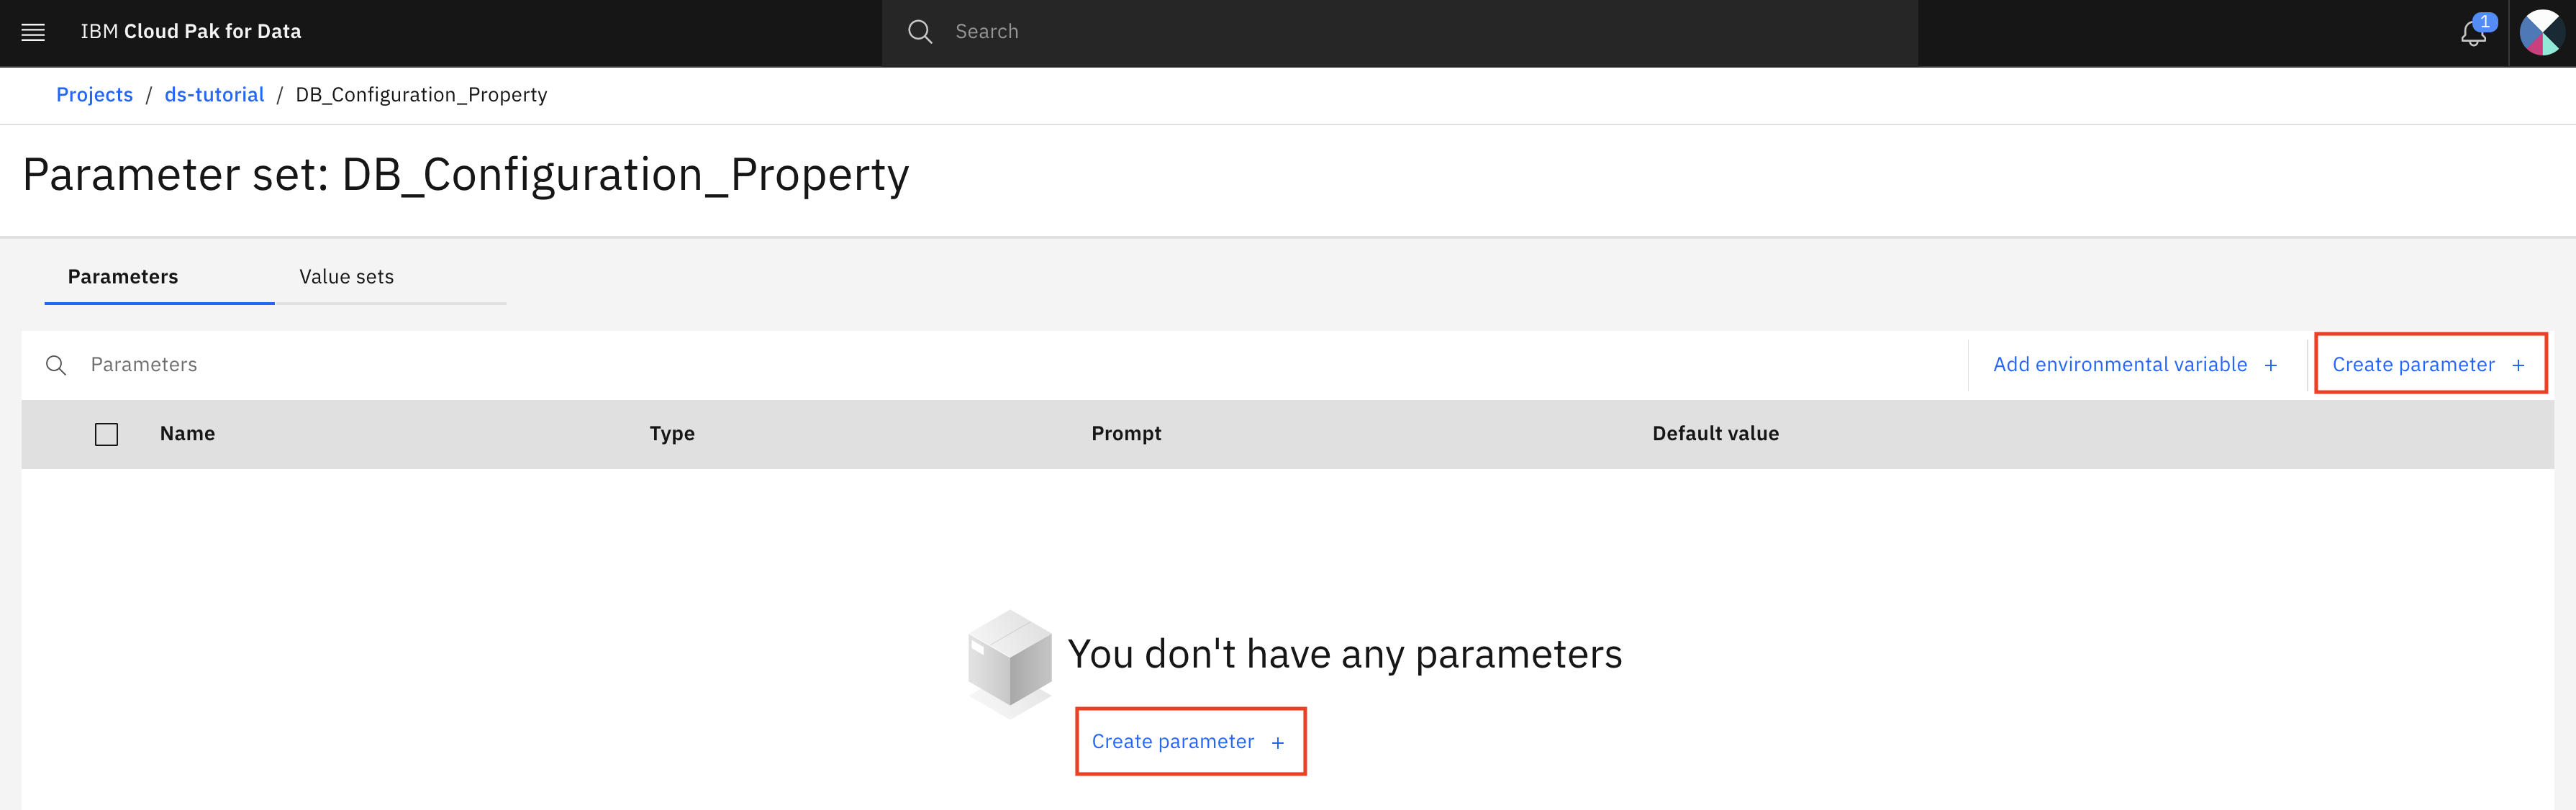 IBM Cloud Pak for Data
Search
1
Projects / ds-tutorial / DB_Configuration_Property
Parameter set: DB_Configuration_Property
Parameters Value sets
Parameters Add environmental variable + Create parameter +
Name Type Prompt Default value
You don't have any parameters
Create parameter +